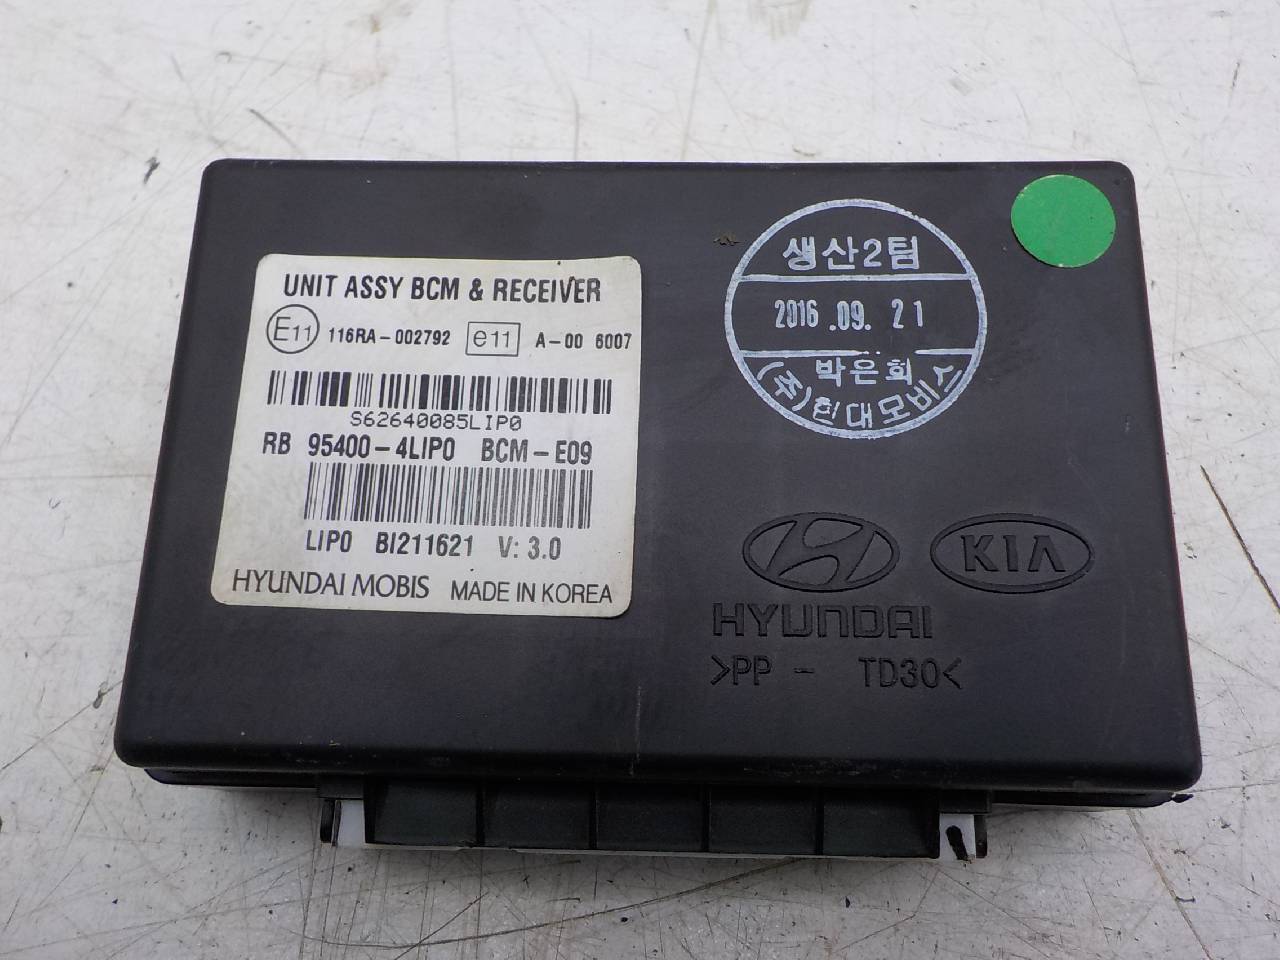 UNIT ASSY BCM & RECEIVER
E11 116RA-002792 e11 A-00 6007
S62640085LIP0
RB 95400-4LIP0 BCM-E09
LIP0 BI211621 V: 3.0
HYUNDAI MOBIS MADE IN KOREA
생산2팀
2016.09.21
박은희
(주)현대모비스
KIA
HYUNDAI
>PP - TD30<